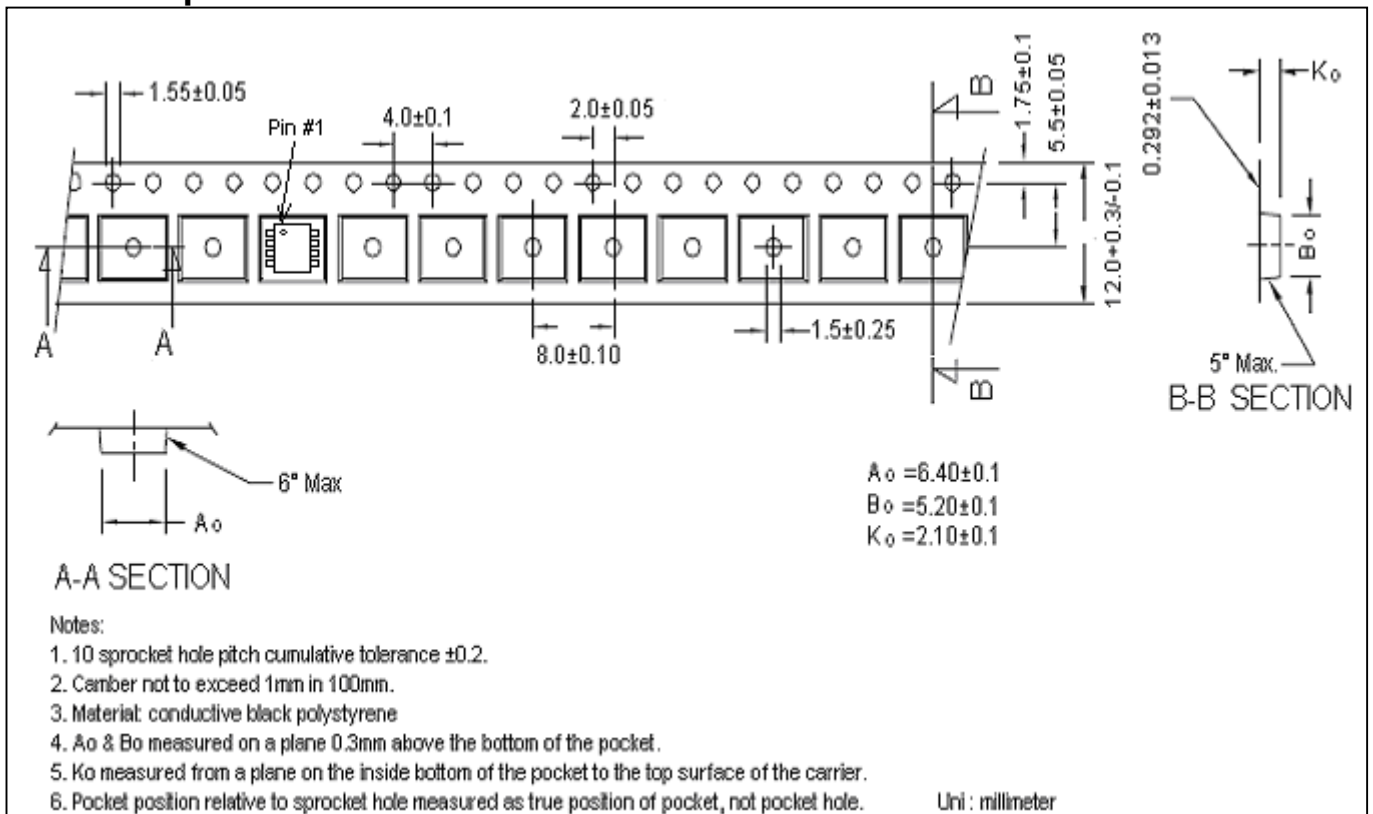 1.55±0.05
Pin #1
4.0±0.1
2.0±0.05
B
1.75±0.1
5.5±0.05
0.292±0.013
Ko
12.0+0.3/-0.1
Bo
A
A
8.0±0.10
1.5±0.25
B
5° Max.
B-B SECTION
6° Max
Ao
Ao =6.40±0.1
Bo =5.20±0.1
Ko =2.10±0.1
A-A SECTION
Notes:
1. 10 sprocket hole pitch cumulative tolerance ±0.2.
2. Camber not to exceed 1mm in 100mm.
3. Material: conductive black polystyrene
4. Ao & Bo measured on a plane 0.3mm above the bottom of the pocket.
5. Ko measured from a plane on the inside bottom of the pocket to the top surface of the carrier.
6. Pocket position relative to sprocket hole measured as true position of pocket, not pocket hole.
Uni : millimeter